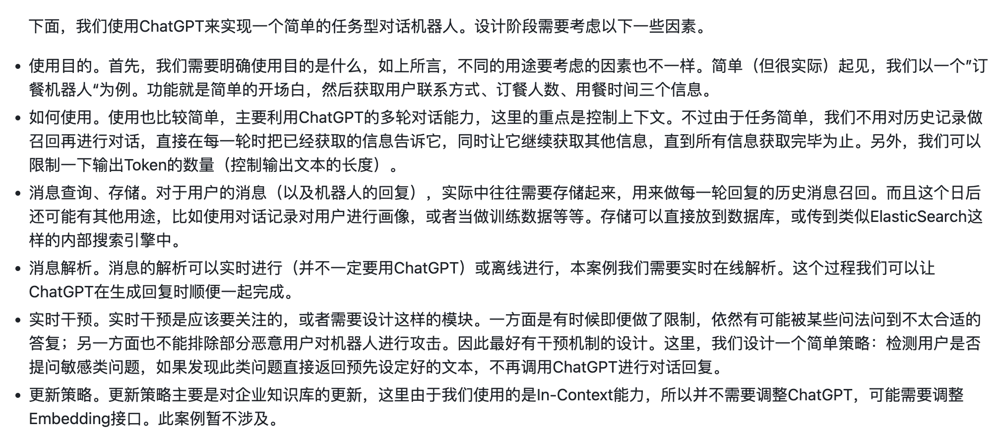 下面，我们使用ChatGPT来实现一个简单的任务型对话机器人。设计阶段需要考虑以下一些因素。
• 使用目的。首先，我们需要明确使用目的是什么，如上所言，不同的用途要考虑的因素也不一样。简单（但很实际）起见，我们以一个”订
餐机器人“为例。功能就是简单的开场白，然后获取用户联系方式、订餐人数、用餐时间三个信息。
• 如何使用。使用也比较简单，主要利用ChatGPT的多轮对话能力，这里的重点是控制上下文。不过由于任务简单，我们不用对历史记录做
召回再进行对话，直接在每一轮时把已经获取的信息告诉它，同时让它继续获取其他信息，直到所有信息获取完毕为止。另外，我们可以
限制一下输出Token的数量（控制输出文本的长度）。
• 消息查询、存储。对于用户的消息（以及机器人的回复），实际中往往需要存储起来，用来做每一轮回复的历史消息召回。而且这个日后
还可能有其他用途，比如使用对话记录对用户进行画像，或者当做训练数据等等。存储可以直接放到数据库，或传到类似ElasticSearch这
样的内部搜索引擎中。
• 消息解析。消息的解析可以实时进行（并不一定要用ChatGPT）或离线进行，本案例我们需要实时在线解析。这个过程我们可以让
ChatGPT在生成回复时顺便一起完成。
• 实时干预。实时干预是应该要关注的，或者需要设计这样的模块。一方面是有时候即便做了限制，依然有可能被某些问法问到不太合适的
答复；另一方面也不能排除部分恶意用户对机器人进行攻击。因此最好有干预机制的设计。这里，我们设计一个简单策略：检测用户是否
提问敏感类问题，如果发现此类问题直接返回预先设定好的文本，不再调用ChatGPT进行对话回复。
• 更新策略。更新策略主要是对企业知识库的更新，这里由于我们使用的是In-Context能力，所以并不需要调整ChatGPT，可能需要调整
Embedding接口。此案例暂不涉及。